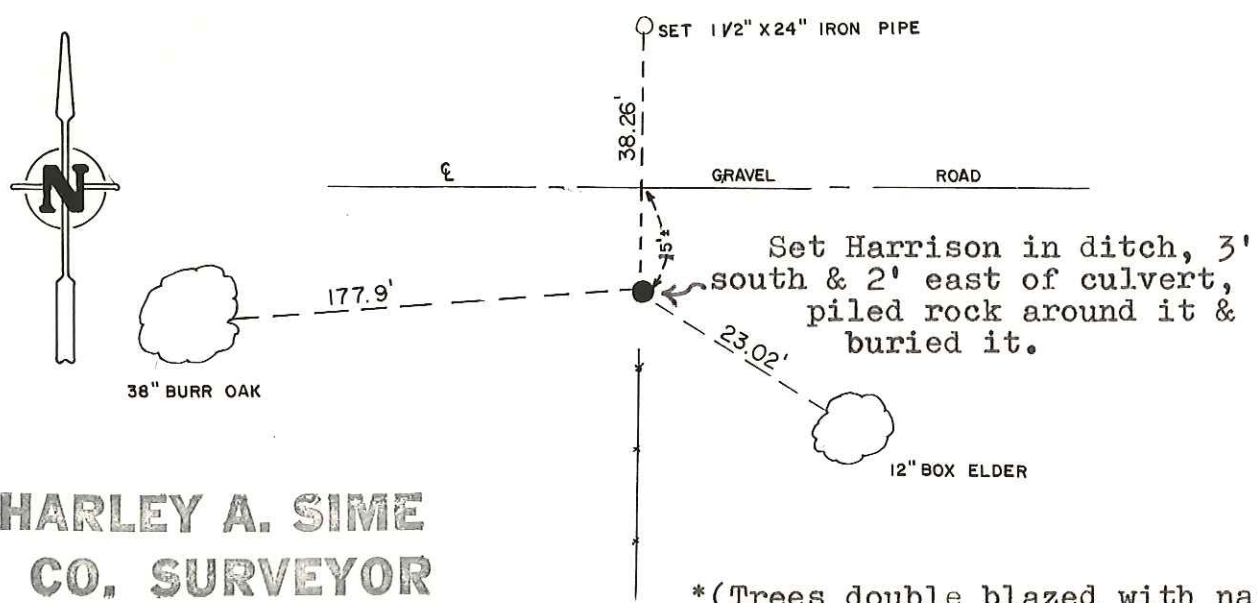 SET 1 1/2" X 24" IRON PIPE
38.26'
N
℄ GRAVEL ROAD
15'±
Set Harrison in ditch, 3'
south & 2' east of culvert,
piled rock around it &
buried it.
177.9'
23.02'
38" BURR OAK
12" BOX ELDER
HARLEY A. SIME
CO. SURVEYOR
*(Trees double blazed with na